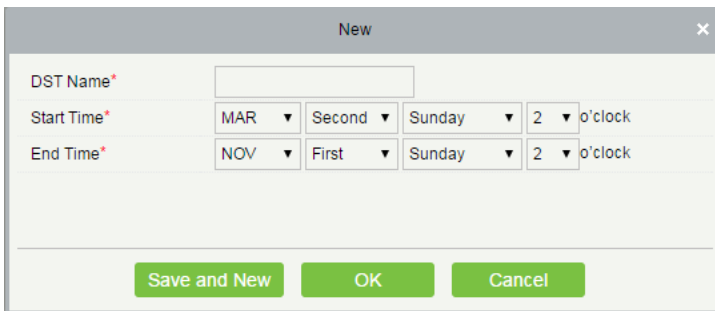 New
DST Name*
Start Time* MAR Second Sunday 2 o'clock
End Time* NOV First Sunday 2 o'clock
Save and New OK Cancel